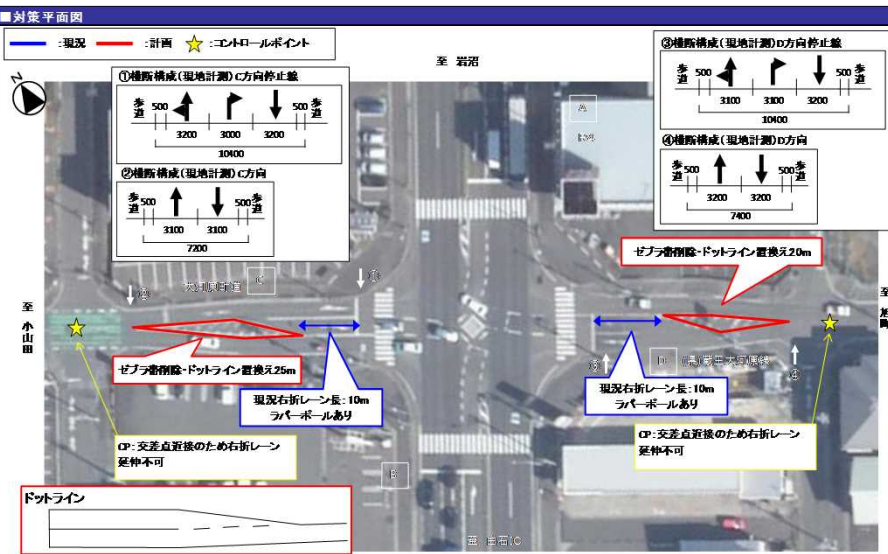 ■対策平面図
:現況 :計画 :コントロールポイント
至 岩沼
①横断構成(現地計測)C方向停止線
歩道 500 500 歩道
3200 3000 3200
10400
②横断構成(現地計測)C方向
歩道 500 500 歩道
3100 3100
7200
③横断構成(現地計測)D方向停止線
歩道 500 500 歩道
3100 3100 3200
10400
④横断構成(現地計測)D方向
歩道 500 500 歩道
3200 3200
7400
A
C
①
②
至 小山田
ゼブラ帯削除・ドットライン置換え20m
至 旭町
ゼブラ帯削除・ドットライン置換え25m
現況右折レーン長:10m
ラバーポールあり
現況右折レーン長:10m
ラバーポールあり
③
D
④
CP:交差点近接のため右折レーン
延伸不可
CP:交差点近接のため右折レーン
延伸不可
B
ドットライン
至 白石IC